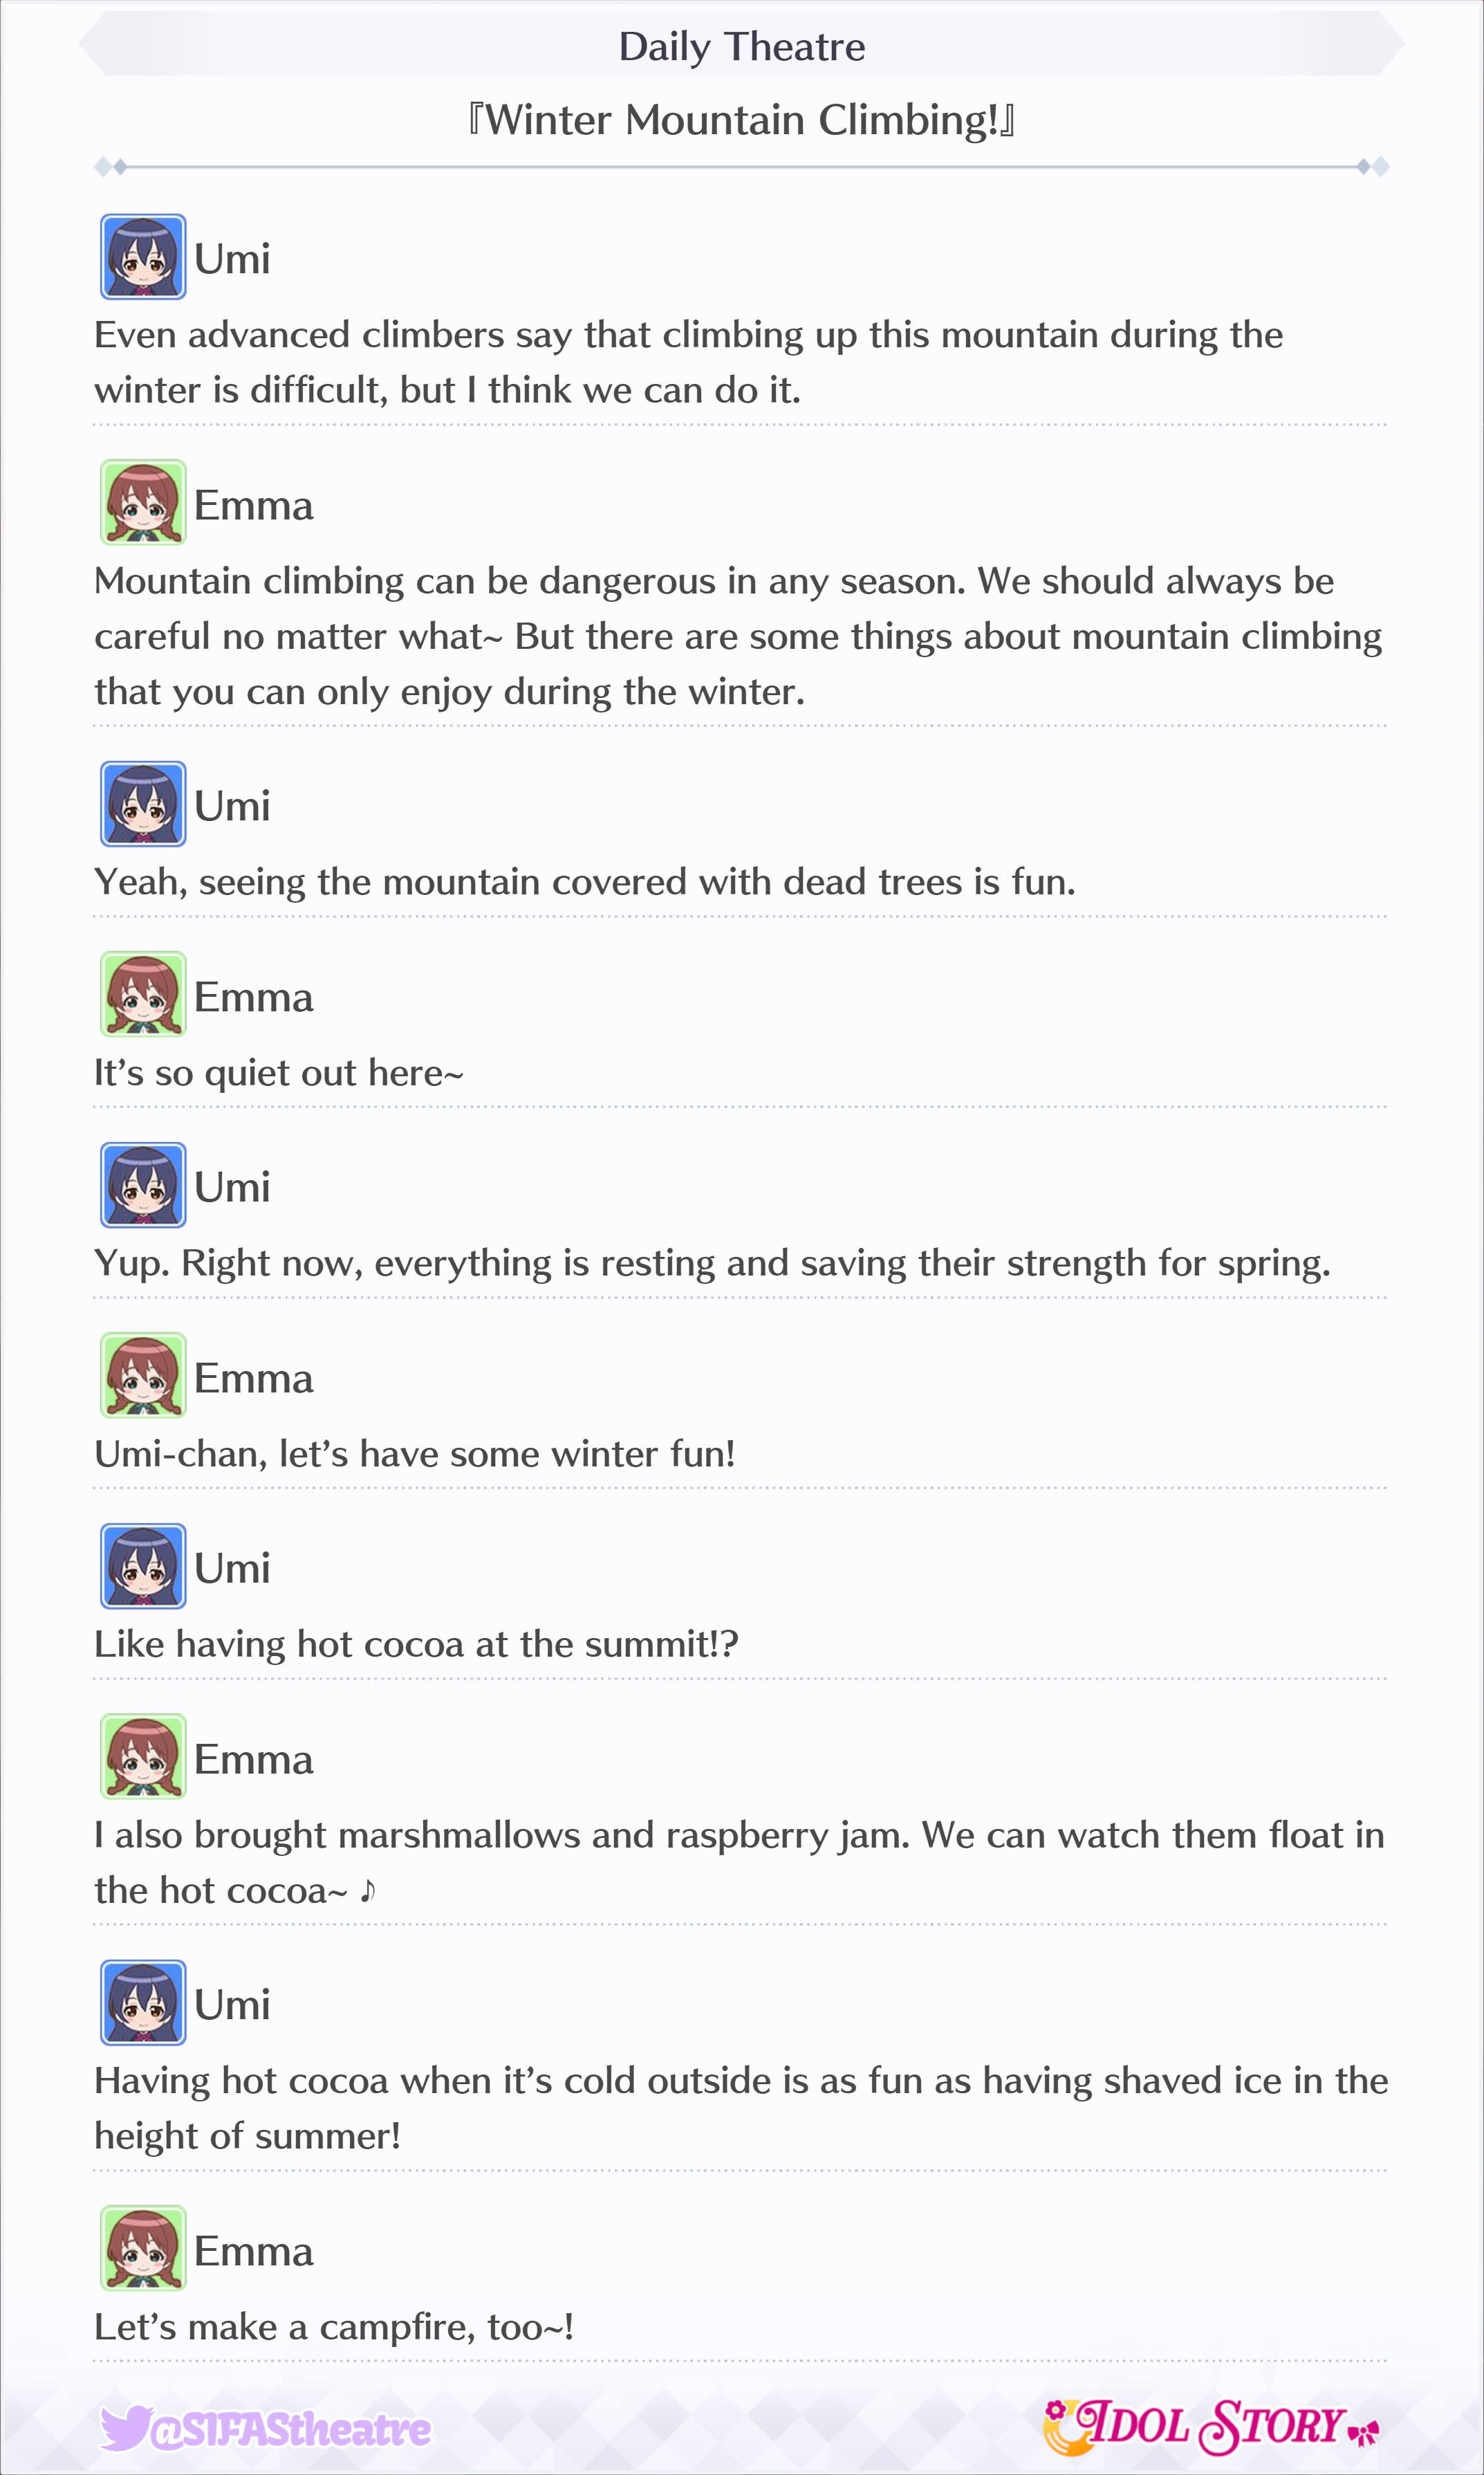 Daily Theatre
『Winter Mountain Climbing!』
Umi
Even advanced climbers say that climbing up this mountain during the
winter is difficult, but I think we can do it.
Emma
Mountain climbing can be dangerous in any season. We should always be
careful no matter what~ But there are some things about mountain climbing
that you can only enjoy during the winter.
Umi
Yeah, seeing the mountain covered with dead trees is fun.
Emma
It’s so quiet out here~
Umi
Yup. Right now, everything is resting and saving their strength for spring.
Emma
Umi-chan, let’s have some winter fun!
Umi
Like having hot cocoa at the summit!?
Emma
I also brought marshmallows and raspberry jam. We can watch them float in
the hot cocoa~ ♪
Umi
Having hot cocoa when it’s cold outside is as fun as having shaved ice in the
height of summer!
Emma
Let’s make a campfire, too~!
@SIFAStheatre
IDOL STORY